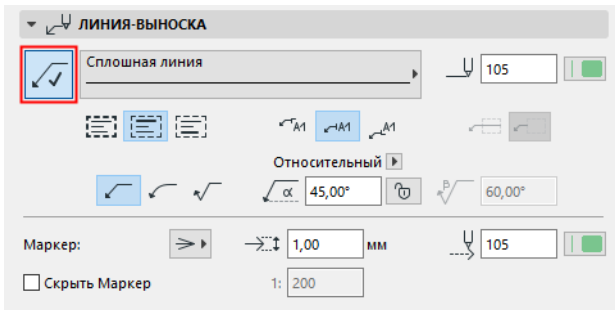 ЛИНИЯ-ВЫНОСКА
Сплошная линия
105
A1 A1 A1
Относительный
α 45,00° β 60,00°
Маркер: 1,00 мм 105
Скрыть Маркер 1: 200